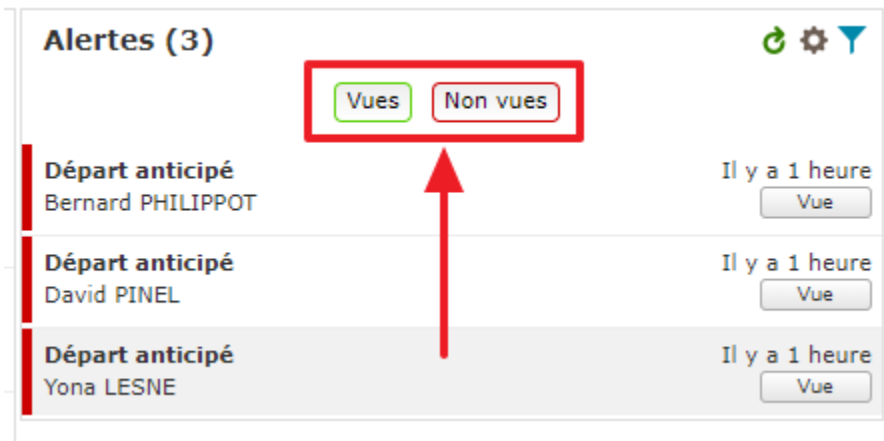 Alertes (3)
Vues Non vues
Départ anticipé Il y a 1 heure
Bernard PHILIPPOT Vue
Départ anticipé Il y a 1 heure
David PINEL Vue
Départ anticipé Il y a 1 heure
Yona LESNE Vue